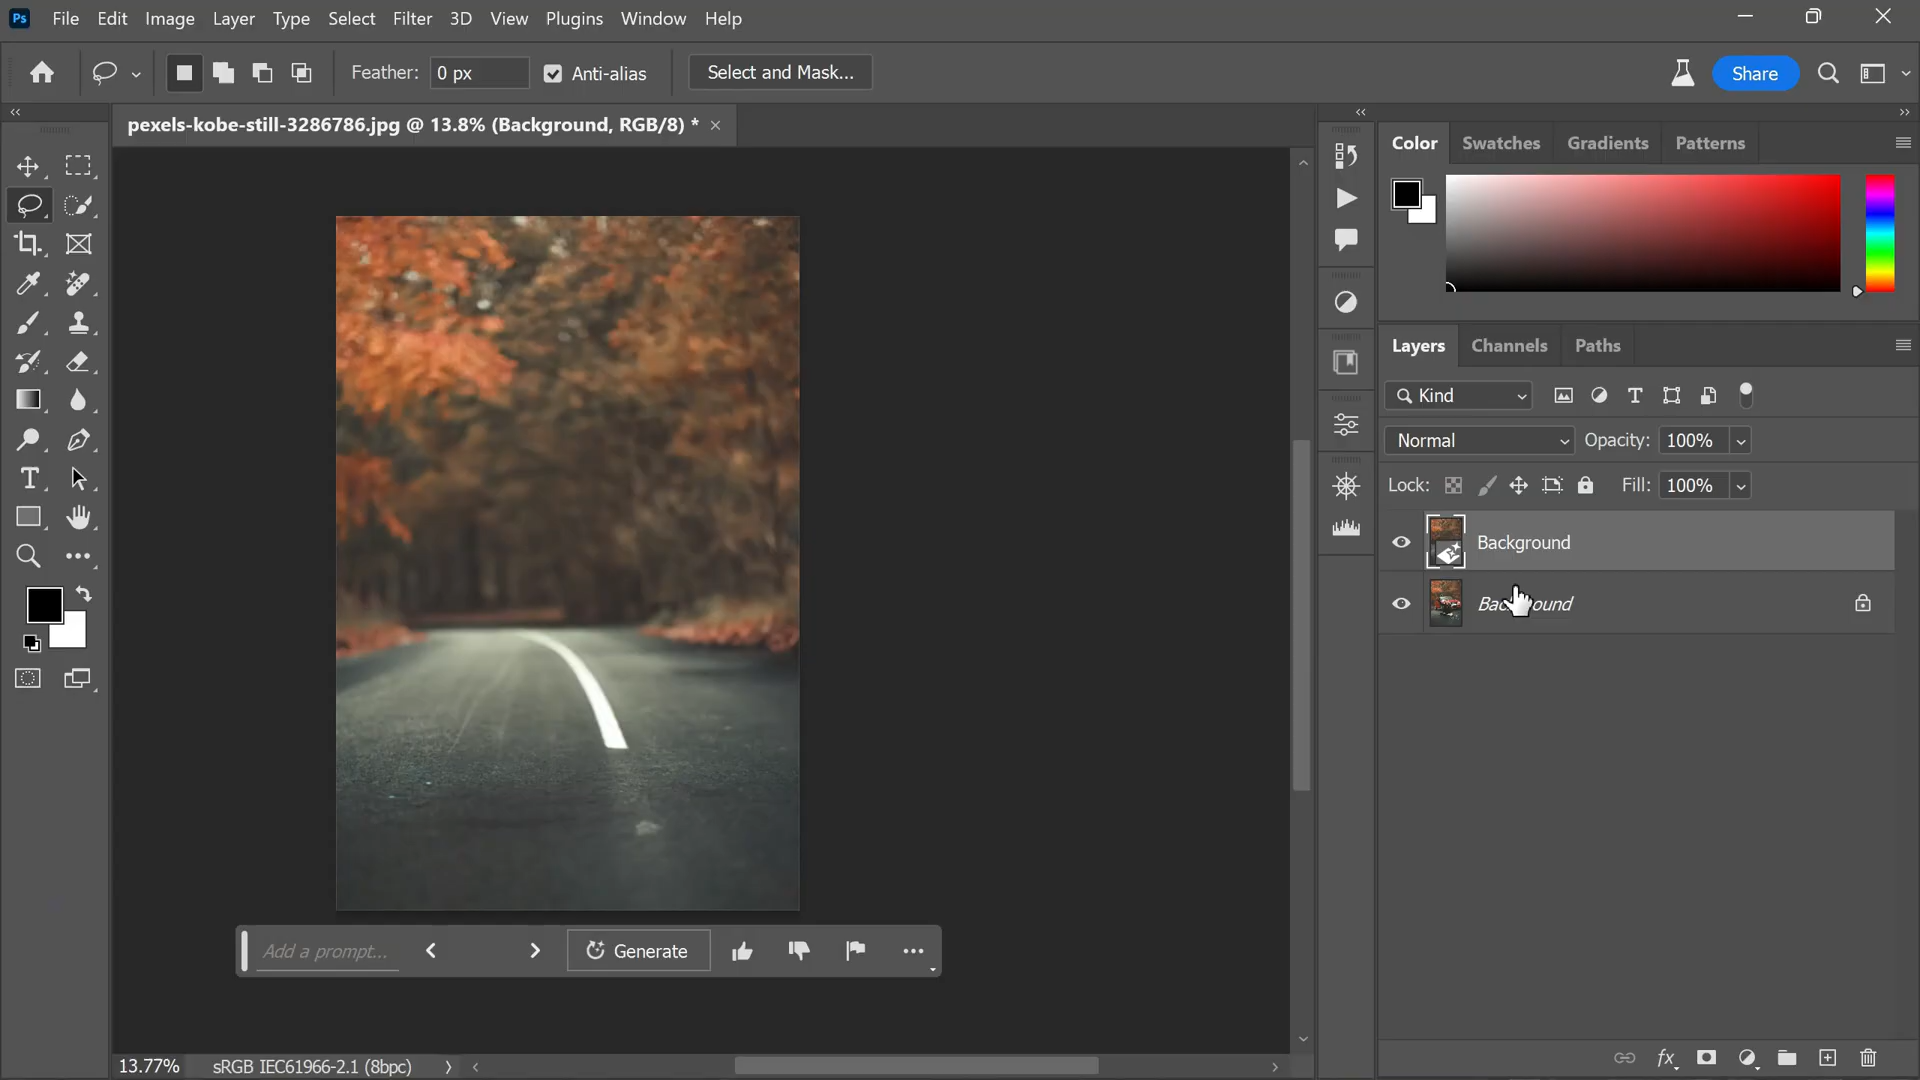 Ps File Edit Image Layer Type Select Filter 3D View Plugins Window Help
Feather: 0 px Anti-alias Select and Mask... Share
pexels-kobe-still-3286786.jpg @ 13.8% (Background, RGB/8) *
Color Swatches Gradients Patterns
Layers Channels Paths
Kind
Normal Opacity: 100%
Lock: Fill: 100%
Background
Background
Add a prompt... Generate
13.77% sRGB IEC61966-2.1 (8bpc)